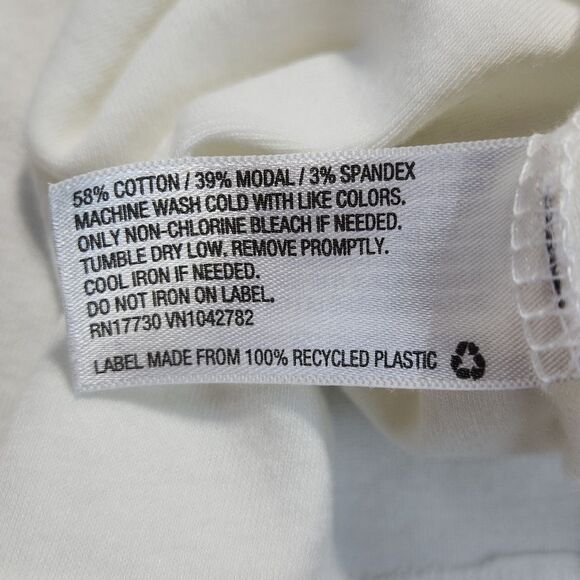 58% COTTON / 39% MODAL / 3% SPANDEX
MACHINE WASH COLD WITH LIKE COLORS.
ONLY NON-CHLORINE BLEACH IF NEEDED.
TUMBLE DRY LOW. REMOVE PROMPTLY.
COOL IRON IF NEEDED.
DO NOT IRON ON LABEL.
RN17730 VN1042782
LABEL MADE FROM 100% RECYCLED PLASTIC